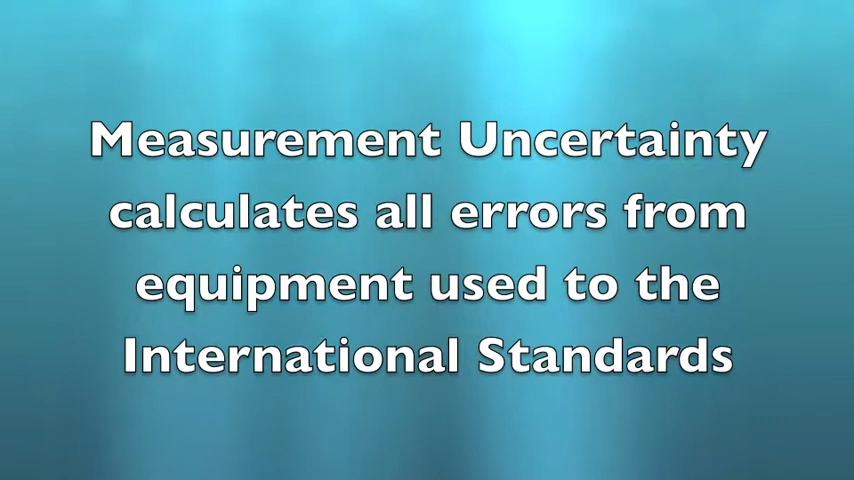 Measurement Uncertainty
calculates all errors from
equipment used to the
International Standards